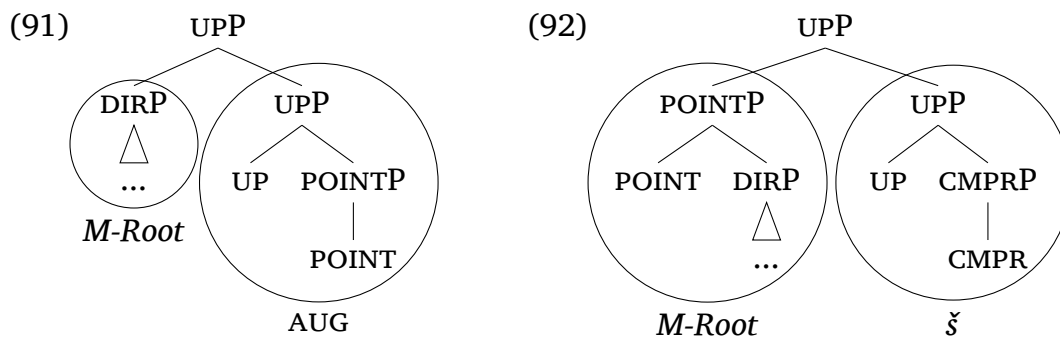 (91) UPP (92) UPP
DIRP UPP POINTP UPP
... UP POINTP POINT DIRP UP CMPRP
M-Root POINT ... CMPR
AUG M-Root š